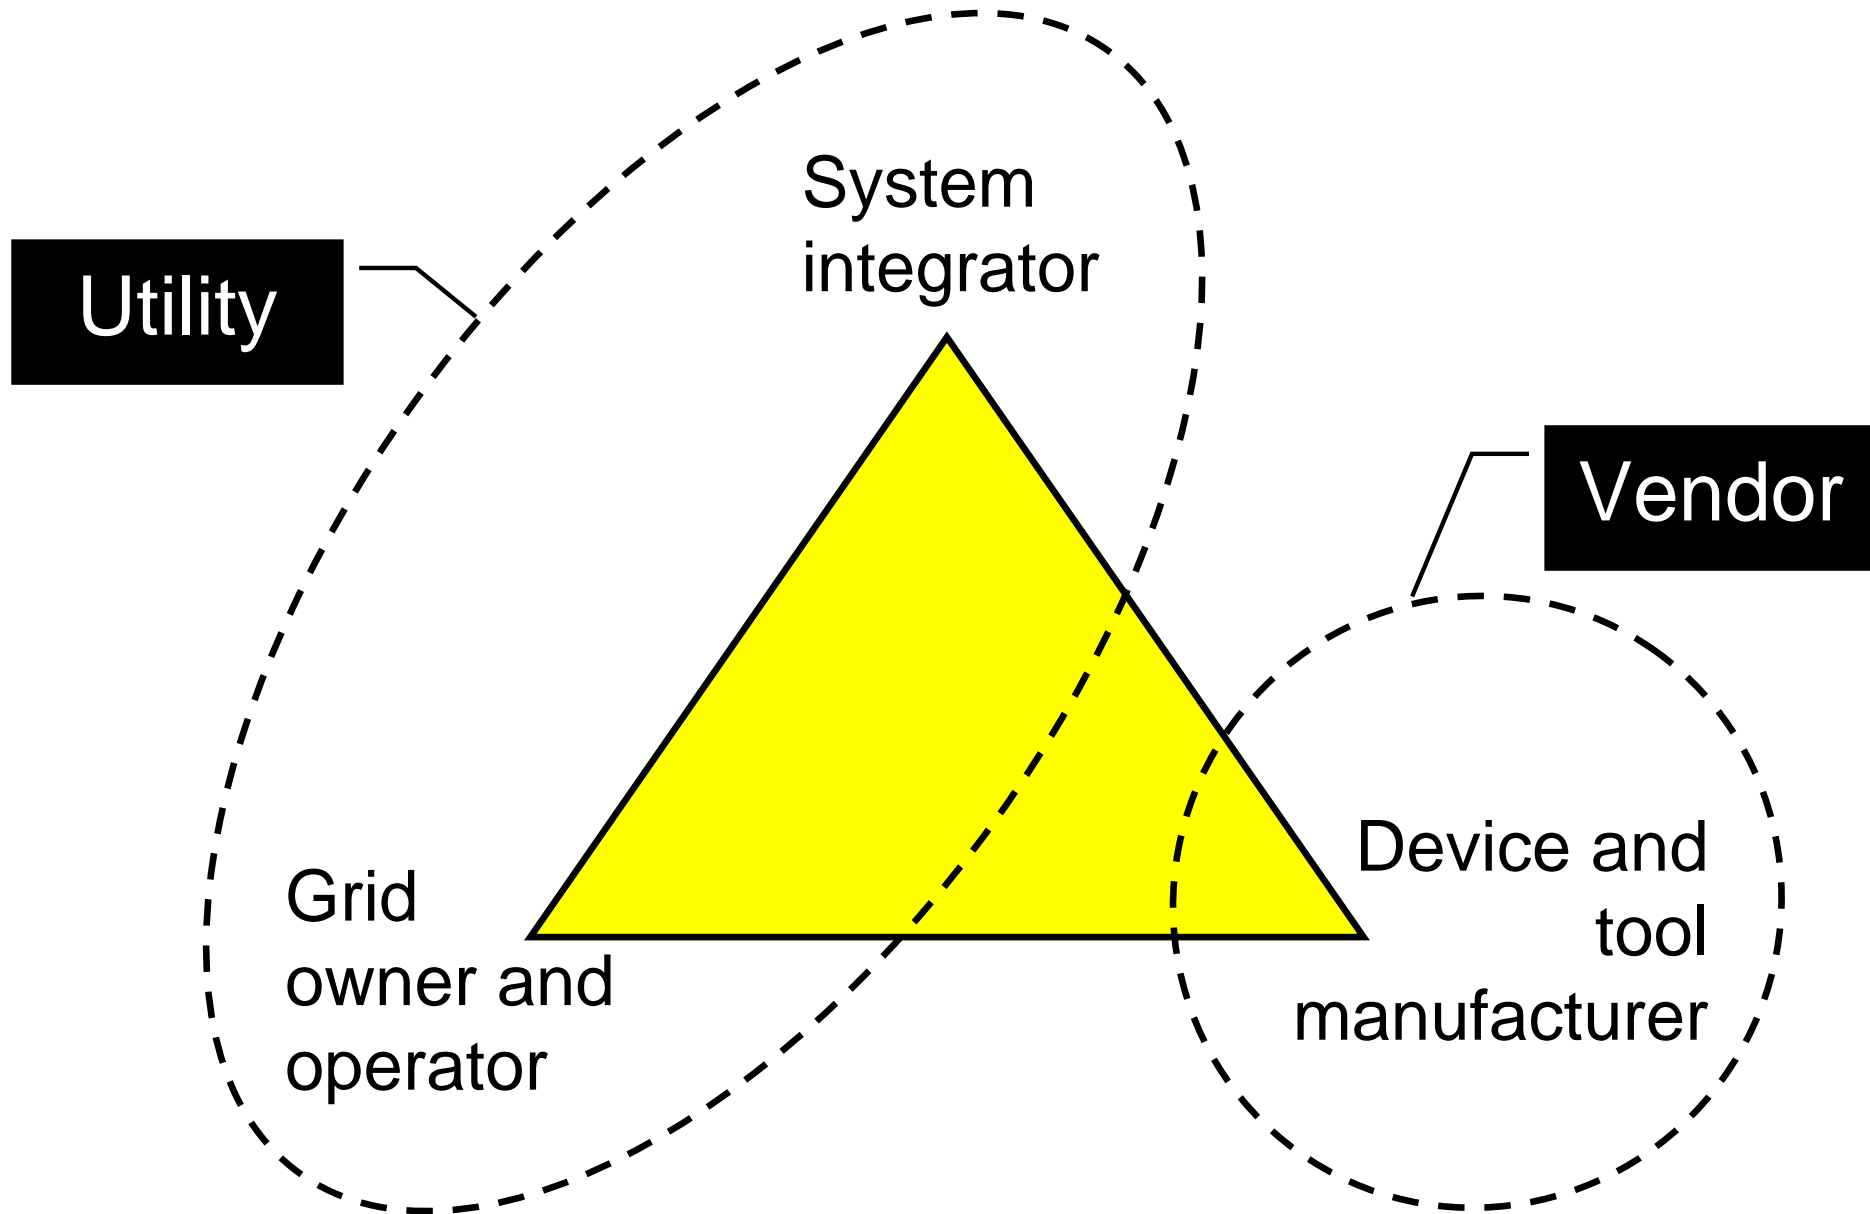 System
integrator
Utility
Vendor
Grid
owner and
operator
Device and
tool
manufacturer